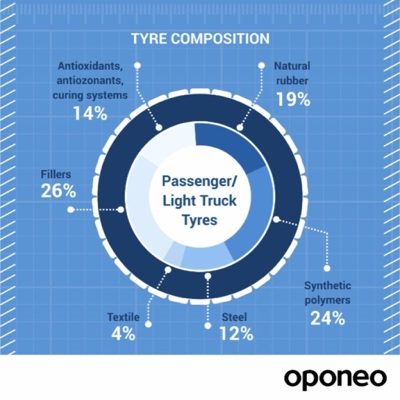 TYRE COMPOSITION
Antioxidants,
antiozonants,
curing systems
14%
Natural
rubber
19%
Fillers
26%
Passenger/
Light Truck
Tyres
Synthetic
polymers
24%
Textile
4%
Steel
12%
oponeo